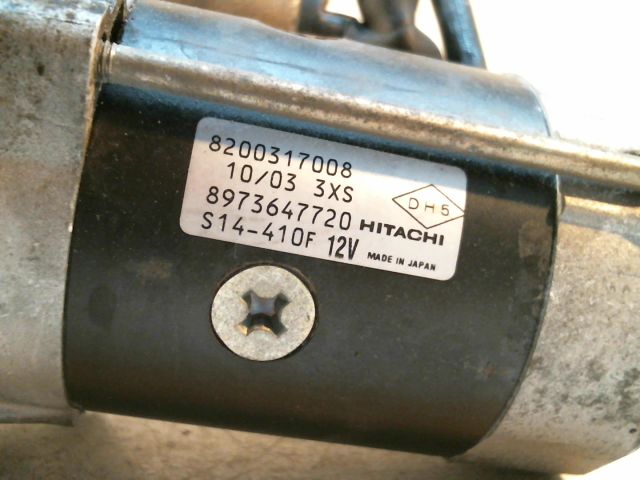 8200317008
10/03 3XS
8973647720 HITACHI
S14-410F 12V MADE IN JAPAN
DH5